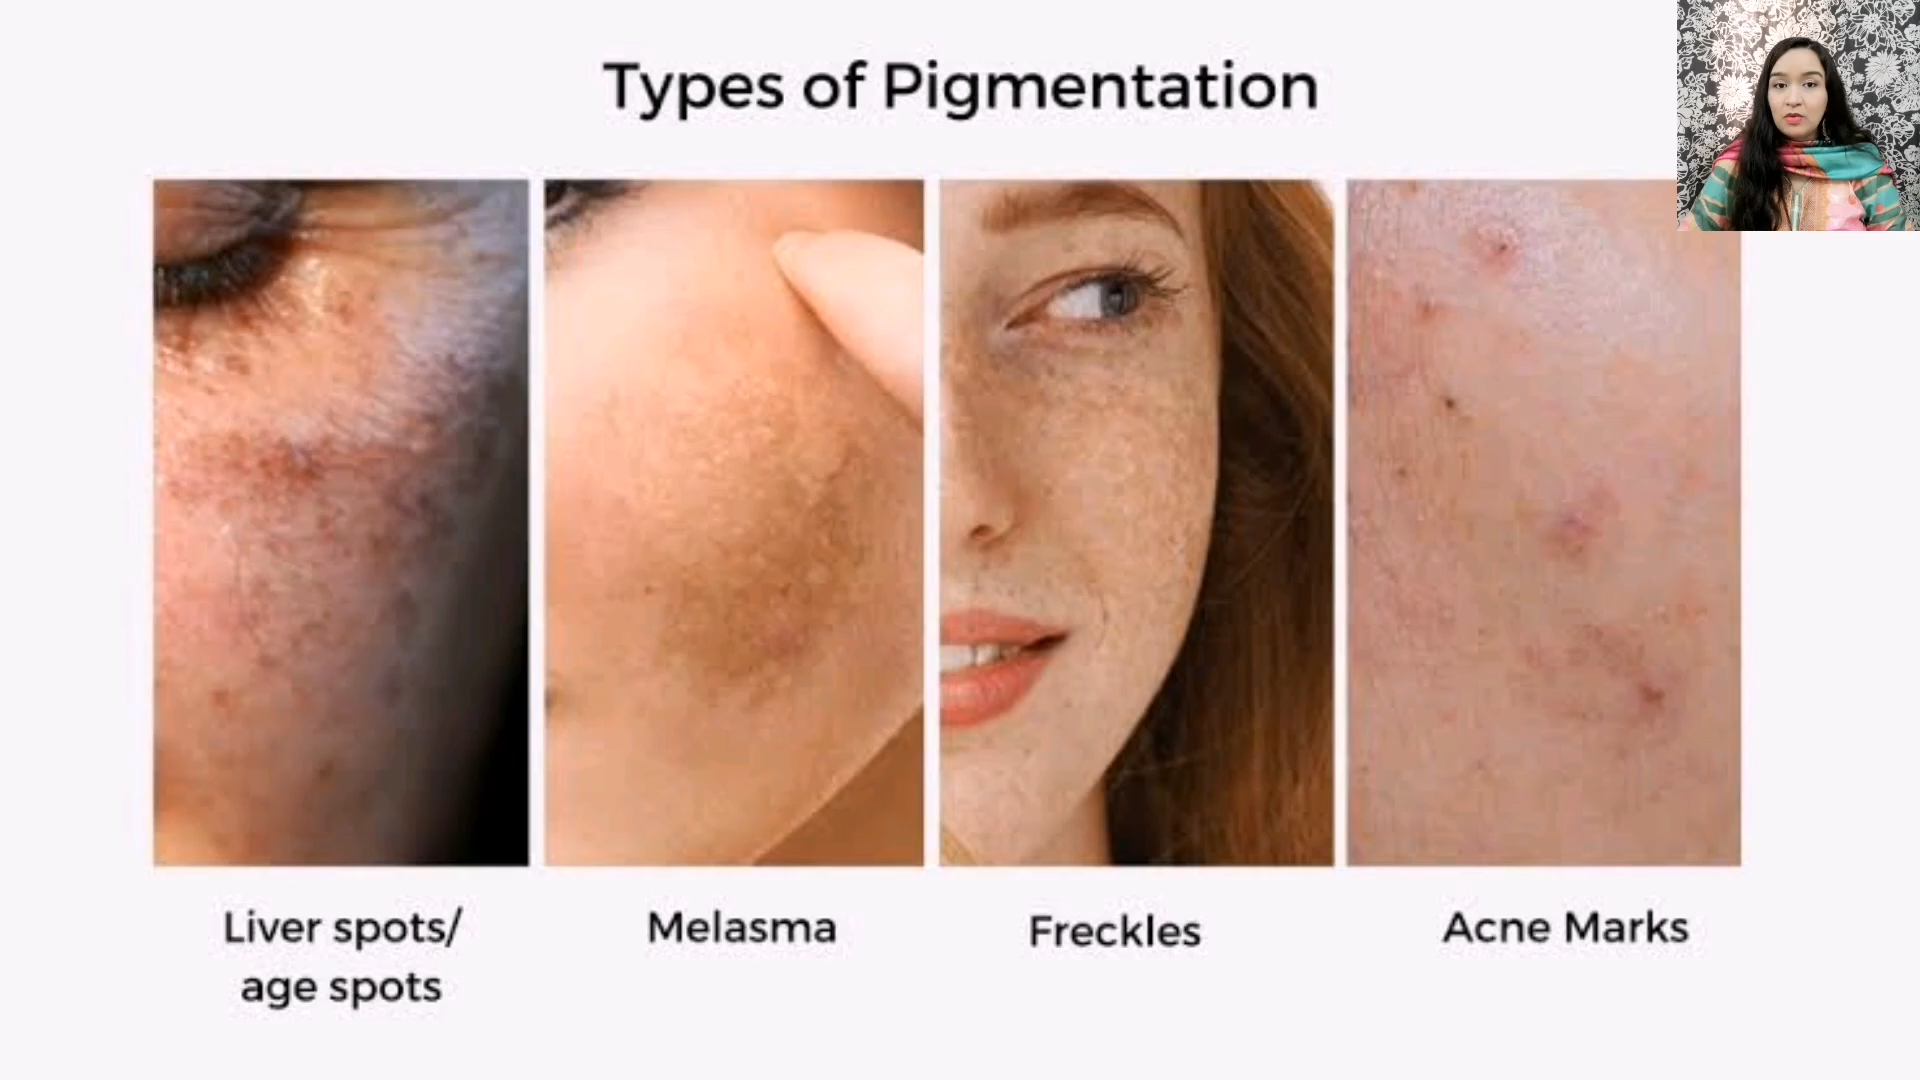 Types of Pigmentation
Liver spots/
age spots
Melasma
Freckles
Acne Marks